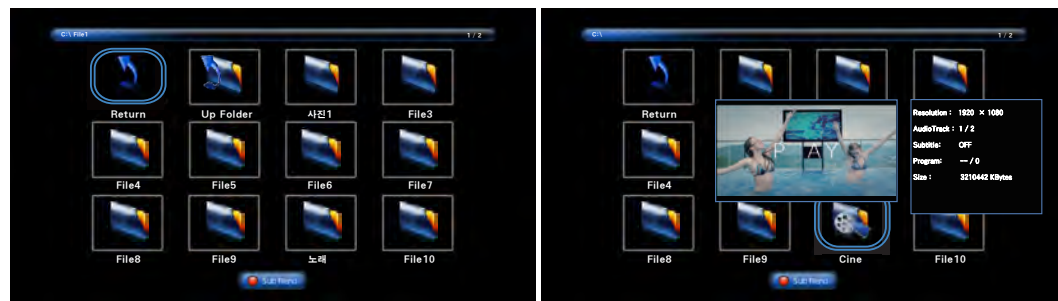 C:\ File1
1 / 2
Return
Up Folder
사진1
File3
File4
File5
File6
File7
File8
File9
노래
File10
Sub Menu
C:\
1 / 2
Return
PLAY
Resolution : 1920 × 1080
AudioTrack : 1 / 2
Subtitle: OFF
Program: -- / 0
Size : 3210442 KBytes
File4
File8
File9
Cine
File10
Sub Menu